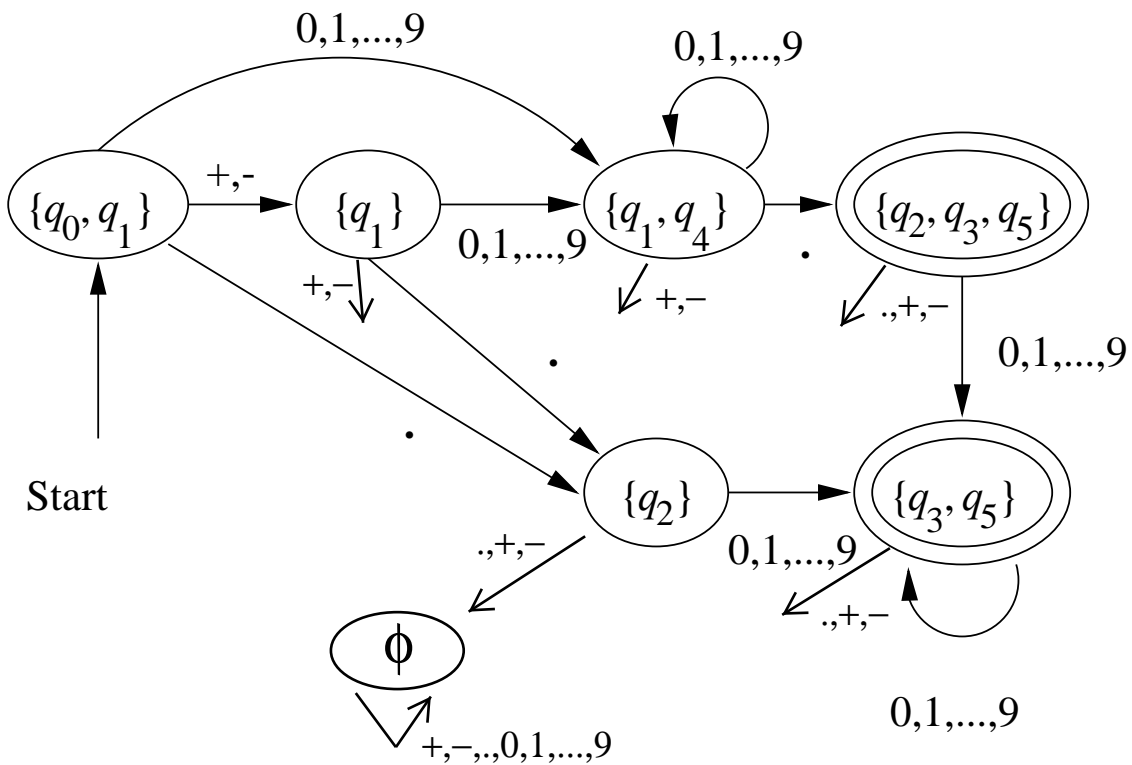 0,1,...,9
0,1,...,9
+,-
{q0, q1}
{q1}
{q1, q4}
{q2, q3, q5}
0,1,...,9
.
+,−
+,−
.,+,−
0,1,...,9
.
.
Start
{q2}
{q3, q5}
.,+,−
0,1,...,9
.,+,−
ϕ
0,1,...,9
+,−,.,0,1,...,9